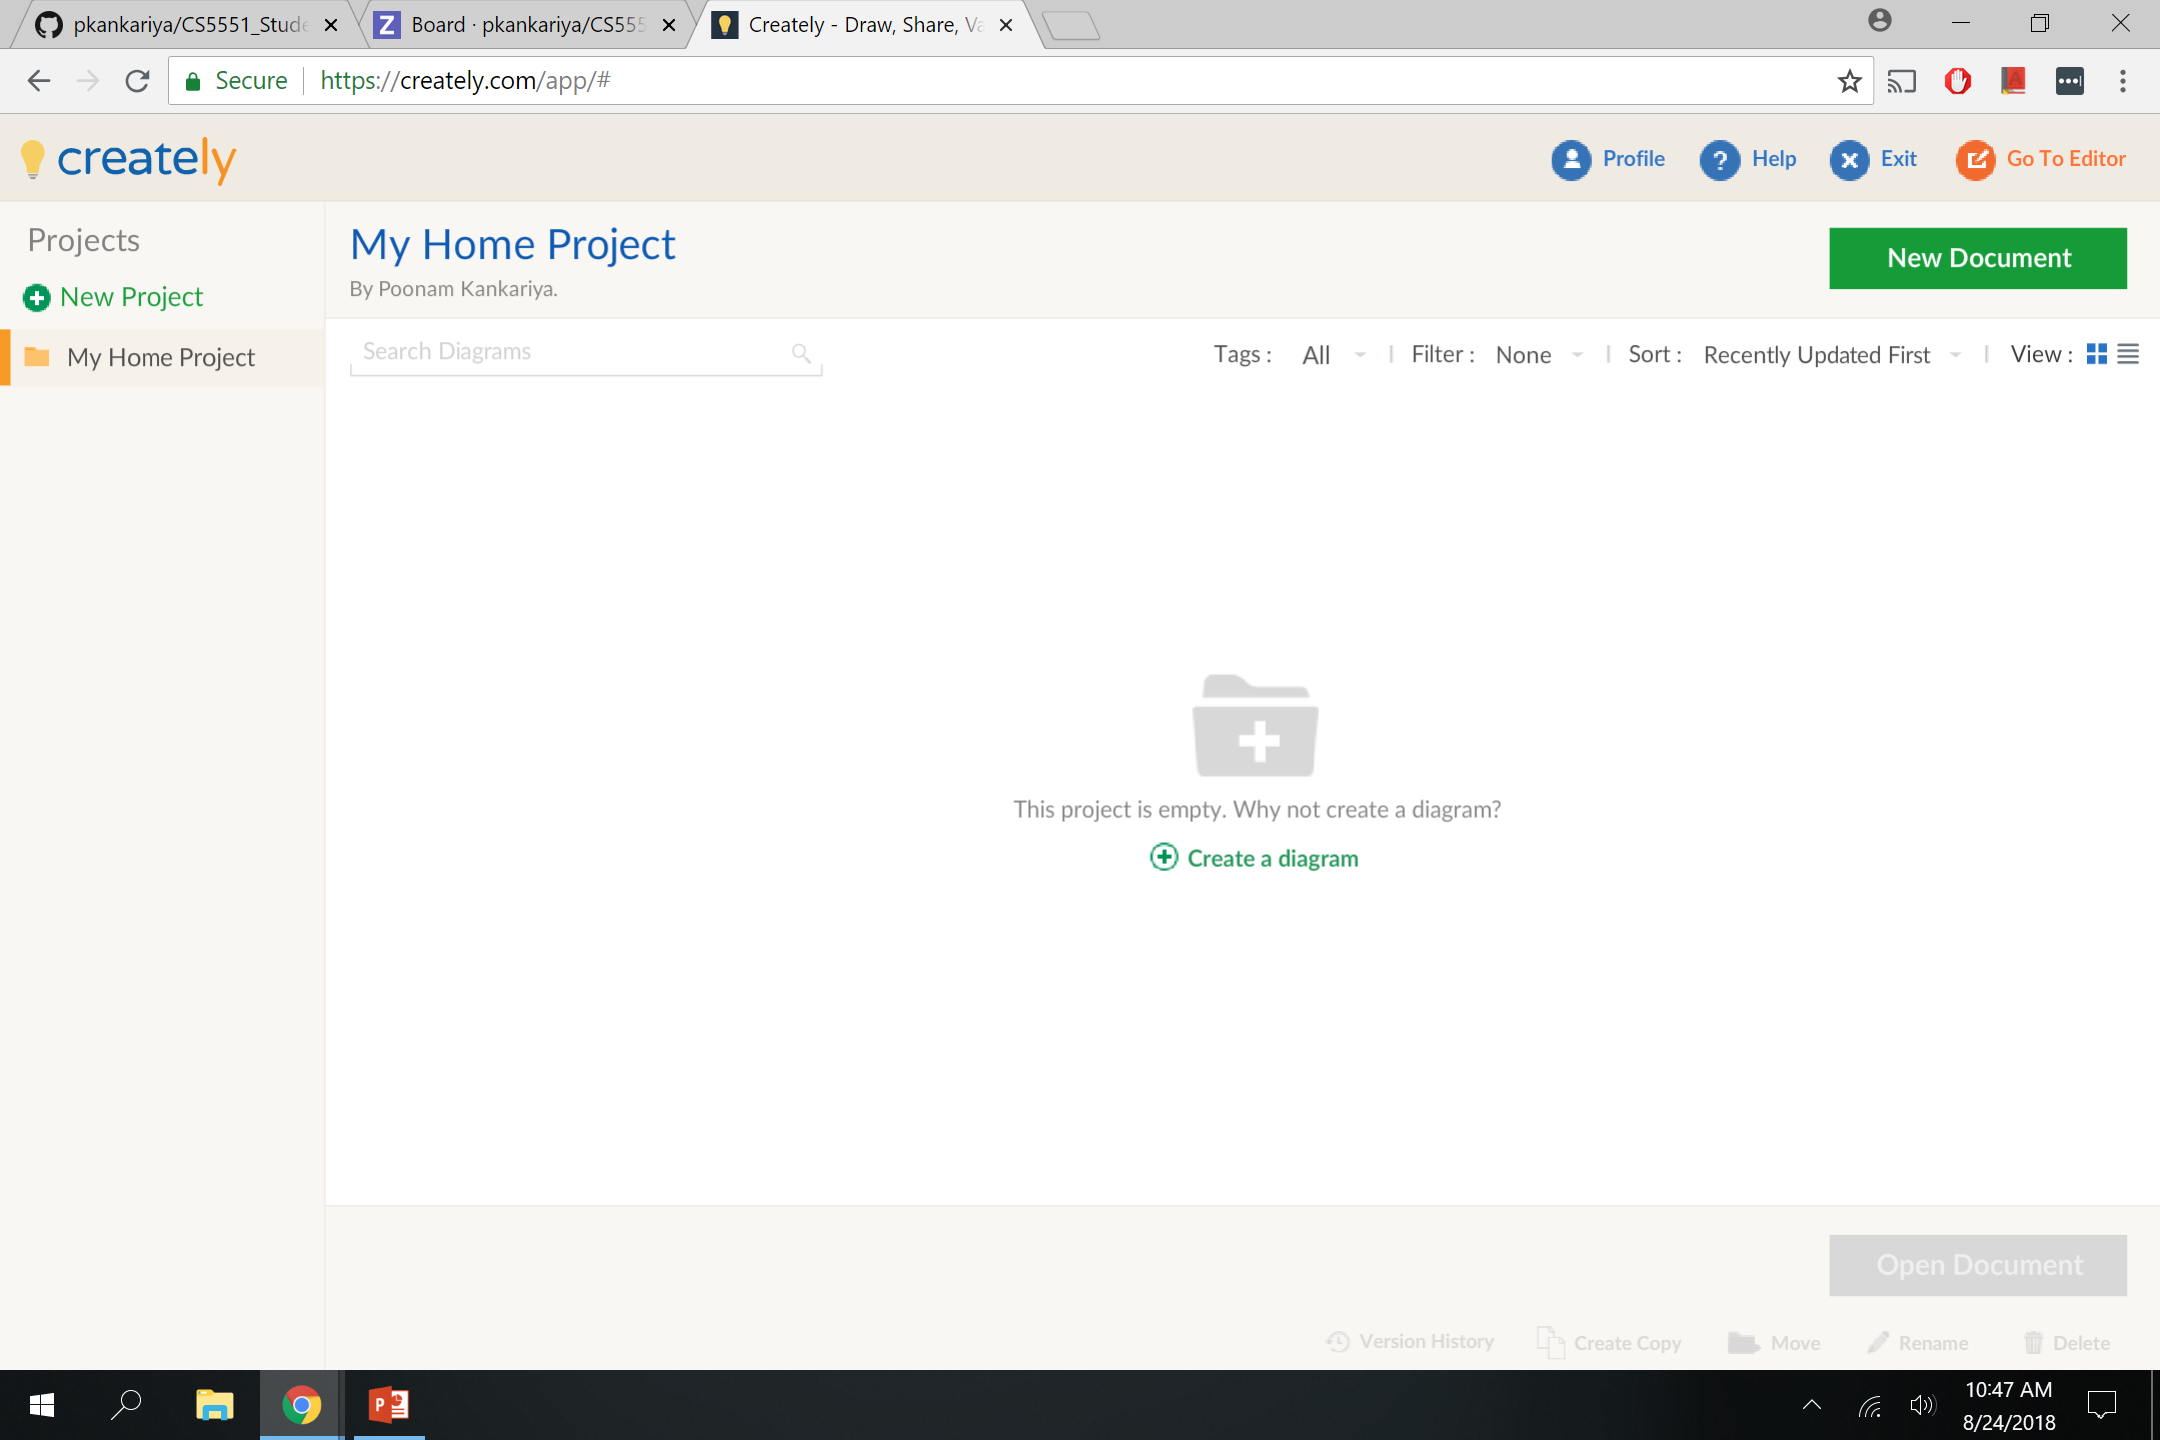 pkankariya/CS5551_Stude
Board · pkankariya/CS555
Creately - Draw, Share, Va
Secure
https://creately.com/app/#
creately
Profile
Help
Exit
Go To Editor
Projects
New Project
My Home Project
My Home Project
By Poonam Kankariya.
New Document
Search Diagrams
Tags : All | Filter : None | Sort : Recently Updated First | View :
This project is empty. Why not create a diagram?
Create a diagram
Open Document
Version History
Create Copy
Move
Rename
Delete
10:47 AM
8/24/2018